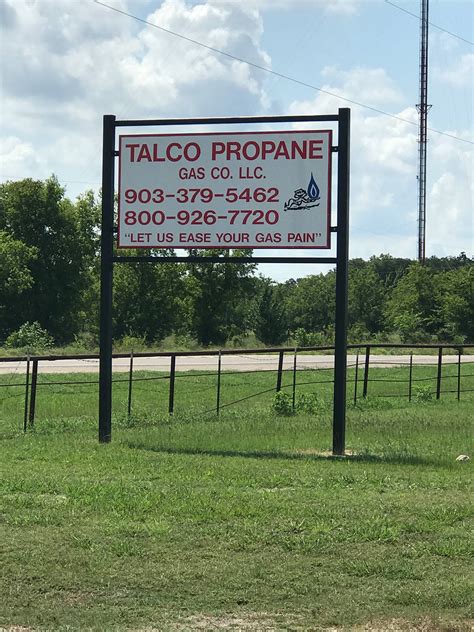 TALCO PROPANE
GAS CO. LLC.
903-379-5462
800-926-7720
"LET US EASE YOUR GAS PAIN"